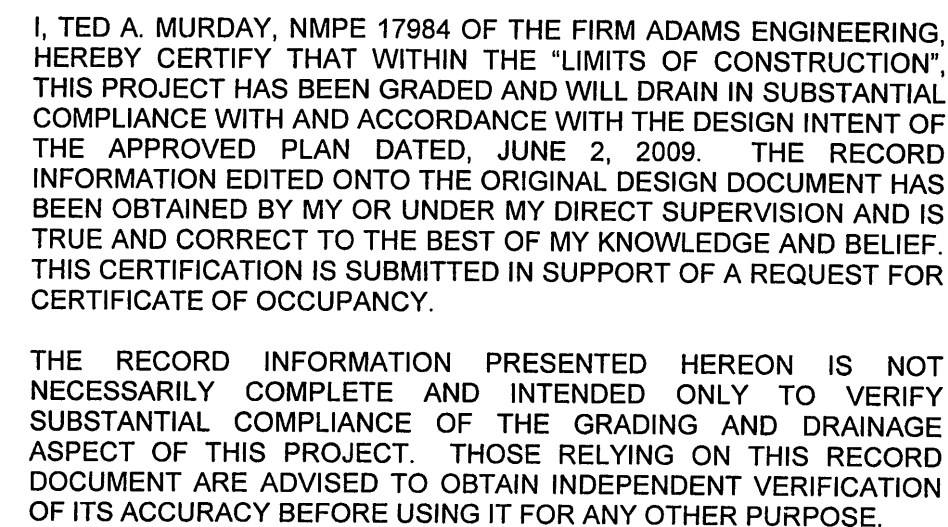 I, TED A. MURDAY, NMPE 17984 OF THE FIRM ADAMS ENGINEERING,
HEREBY CERTIFY THAT WITHIN THE “LIMITS OF CONSTRUCTION”,
THIS PROJECT HAS BEEN GRADED AND WILL DRAIN IN SUBSTANTIAL
COMPLIANCE WITH AND ACCORDANCE WITH THE DESIGN INTENT OF
THE APPROVED PLAN DATED, JUNE 2, 2009. THE RECORD
INFORMATION EDITED ONTO THE ORIGINAL DESIGN DOCUMENT HAS
BEEN OBTAINED BY MY OR UNDER MY DIRECT SUPERVISION AND IS
TRUE AND CORRECT TO THE BEST OF MY KNOWLEDGE AND BELIEF.
THIS CERTIFICATION IS SUBMITTED IN SUPPORT OF A REQUEST FOR
CERTIFICATE OF OCCUPANCY.
THE RECORD INFORMATION PRESENTED HEREON IS NOT
NECESSARILY COMPLETE AND INTENDED ONLY TO VERIFY
SUBSTANTIAL COMPLIANCE OF THE GRADING AND DRAINAGE
ASPECT OF THIS PROJECT. THOSE RELYING ON THIS RECORD
DOCUMENT ARE ADVISED TO OBTAIN INDEPENDENT VERIFICATION
OF ITS ACCURACY BEFORE USING IT FOR ANY OTHER PURPOSE.